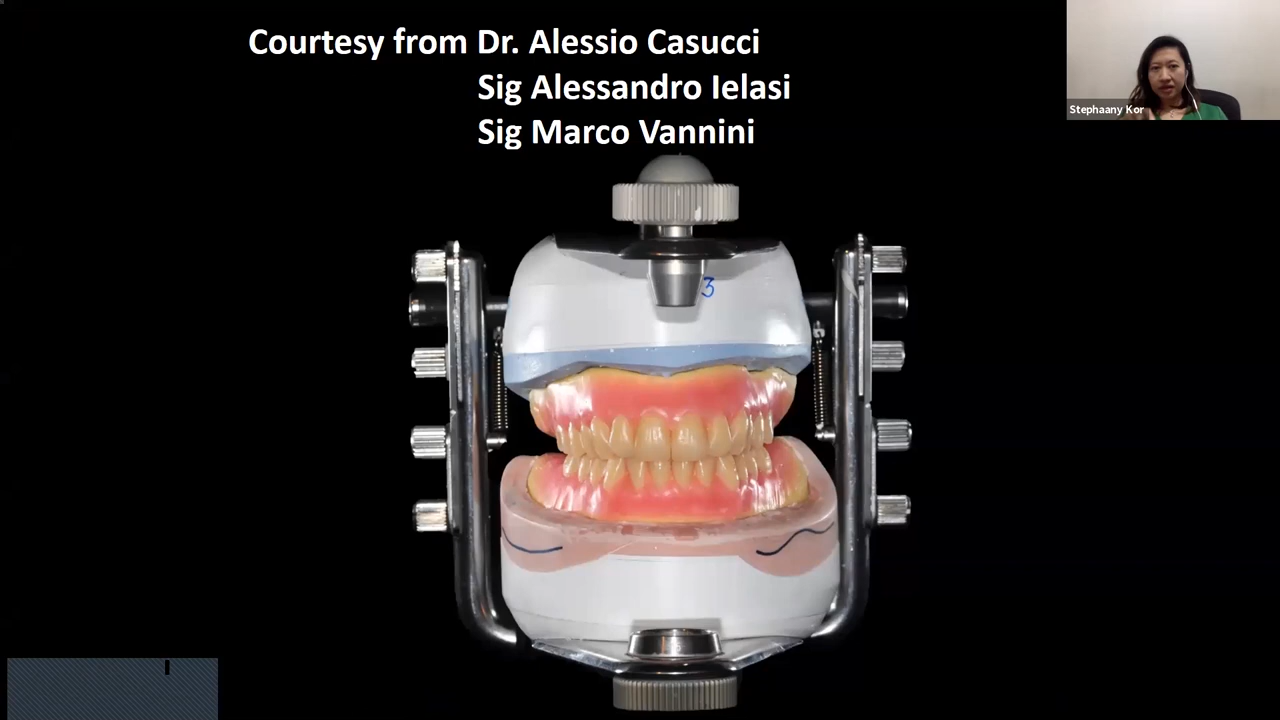 Courtesy from Dr. Alessio Casucci
Sig Alessandro Ielasi
Sig Marco Vannini
Stephaany Kor
3